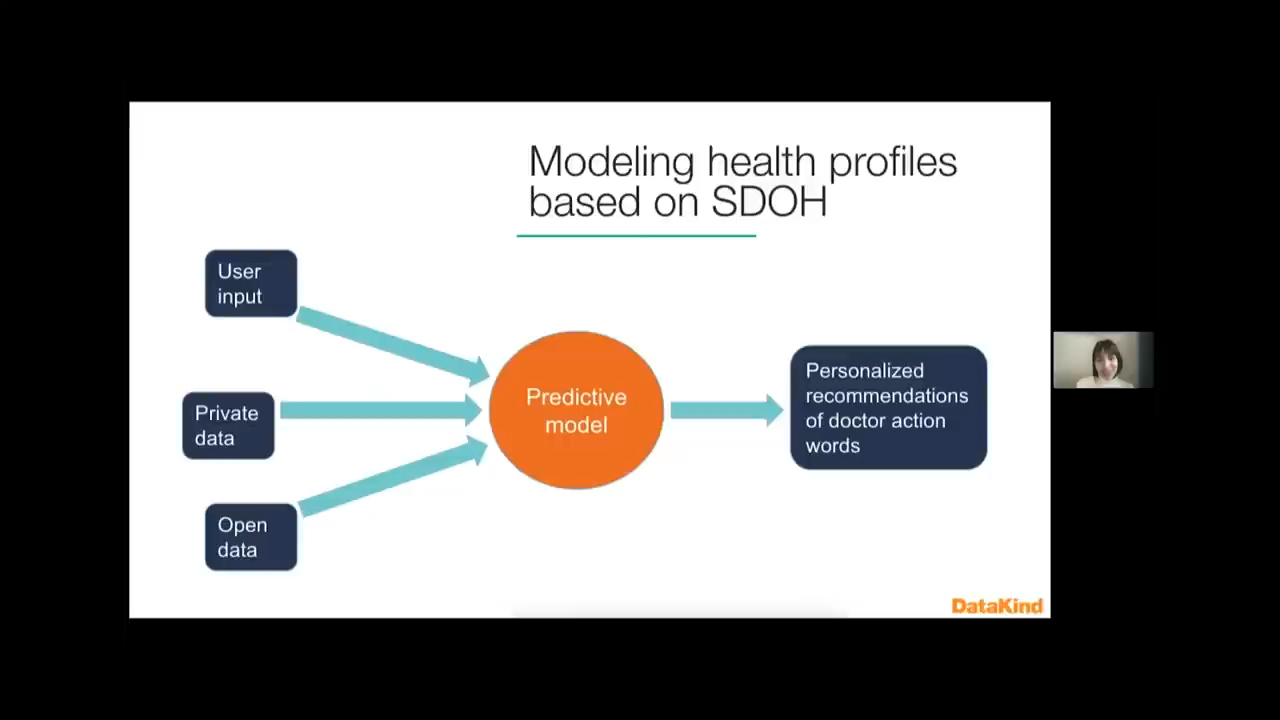 Modeling health profiles
based on SDOH
User
input
Private
data
Open
data
Predictive
model
Personalized
recommendations
of doctor action
words
DataKind